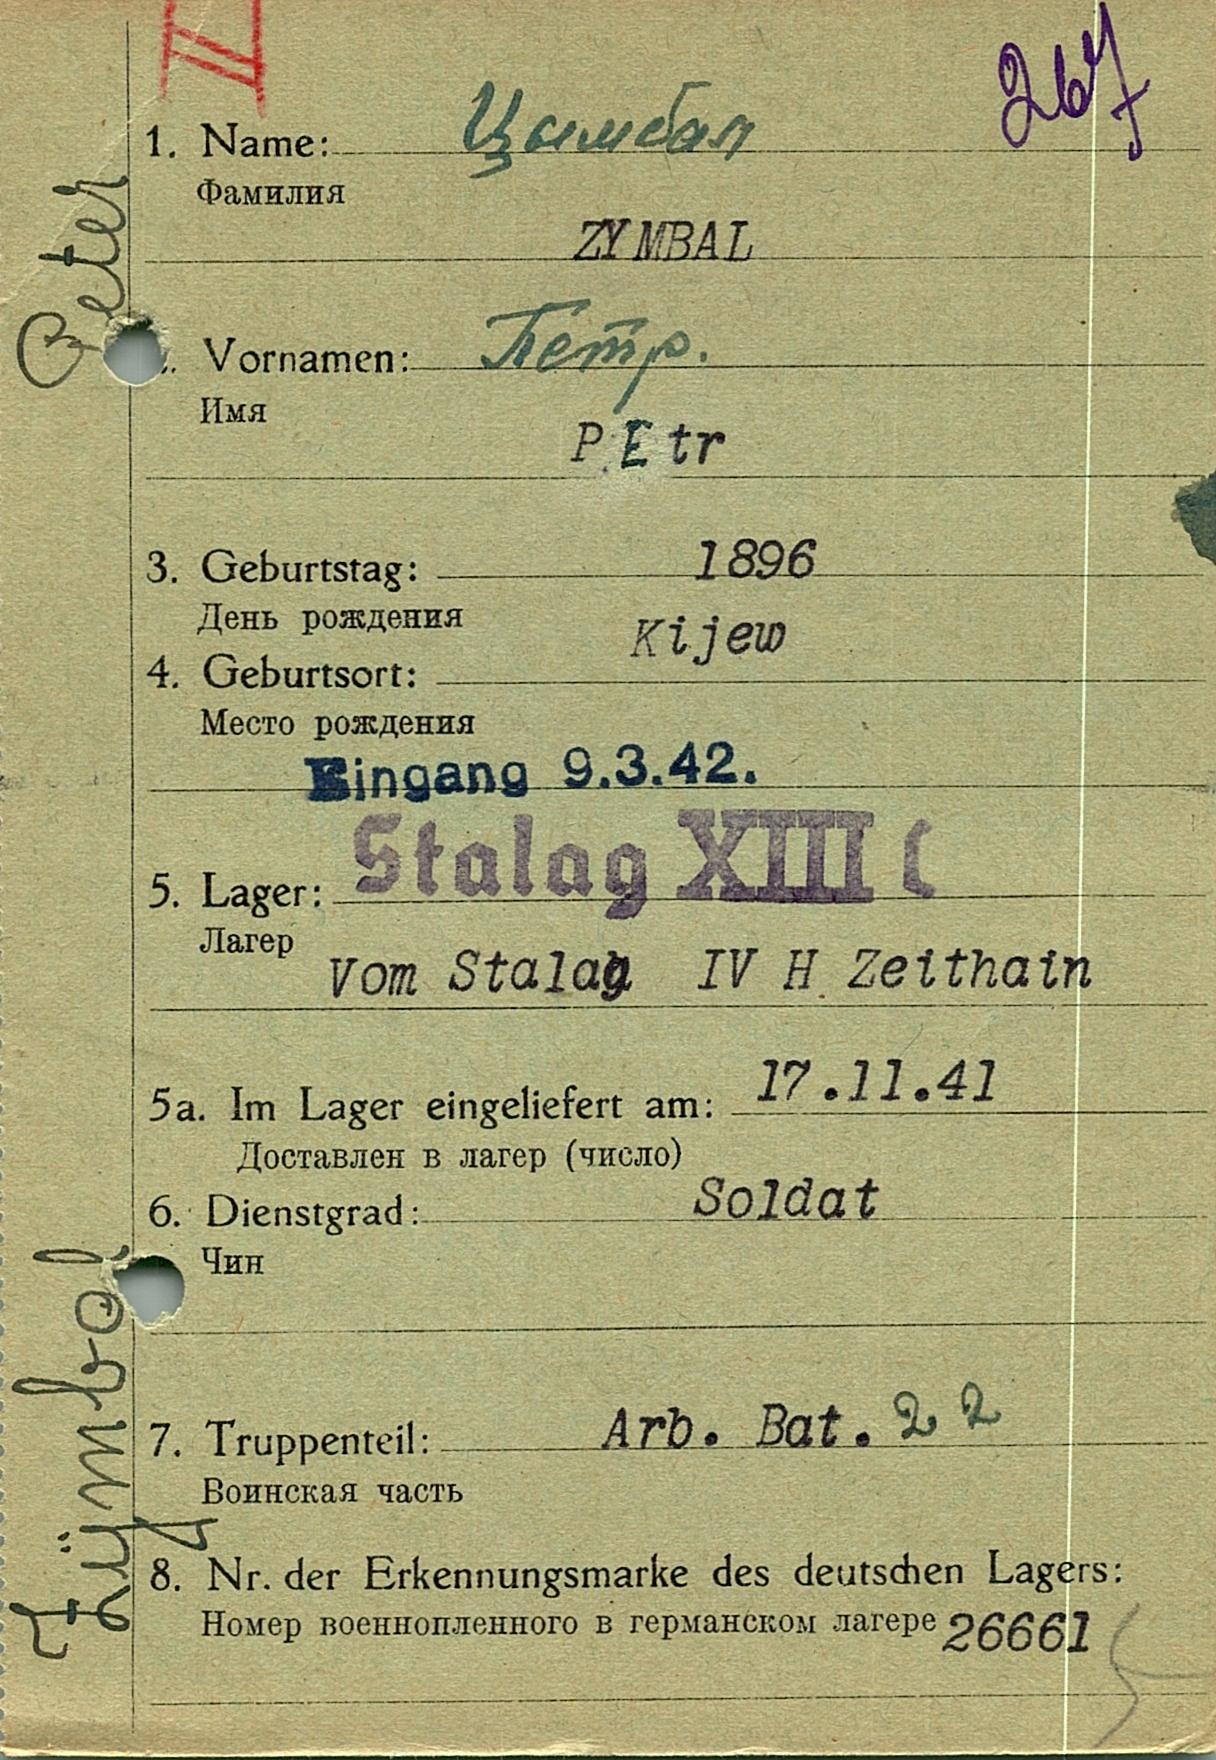 II
267
1. Name: Цымбал
Фамилия
ZYMBAL
Peter
Vornamen: Петр.
Имя
PEtr
3. Geburtstag: 1896
День рождения
Kijew
4. Geburtsort:
Место рождения
Eingang 9.3.42.
5. Lager: Stalag XIII C
Лагер
Vom Stalag IV H Zeithain
5a. Im Lager eingeliefert am: 17.11.41
Доставлен в лагер (число)
6. Dienstgrad: Soldat
Чин
7. Truppenteil: Arb. Bat. 22
Воинская часть
Zÿmbal
8. Nr. der Erkennungsmarke des deutschen Lagers:
Номер военнопленного в германском лагере 26661